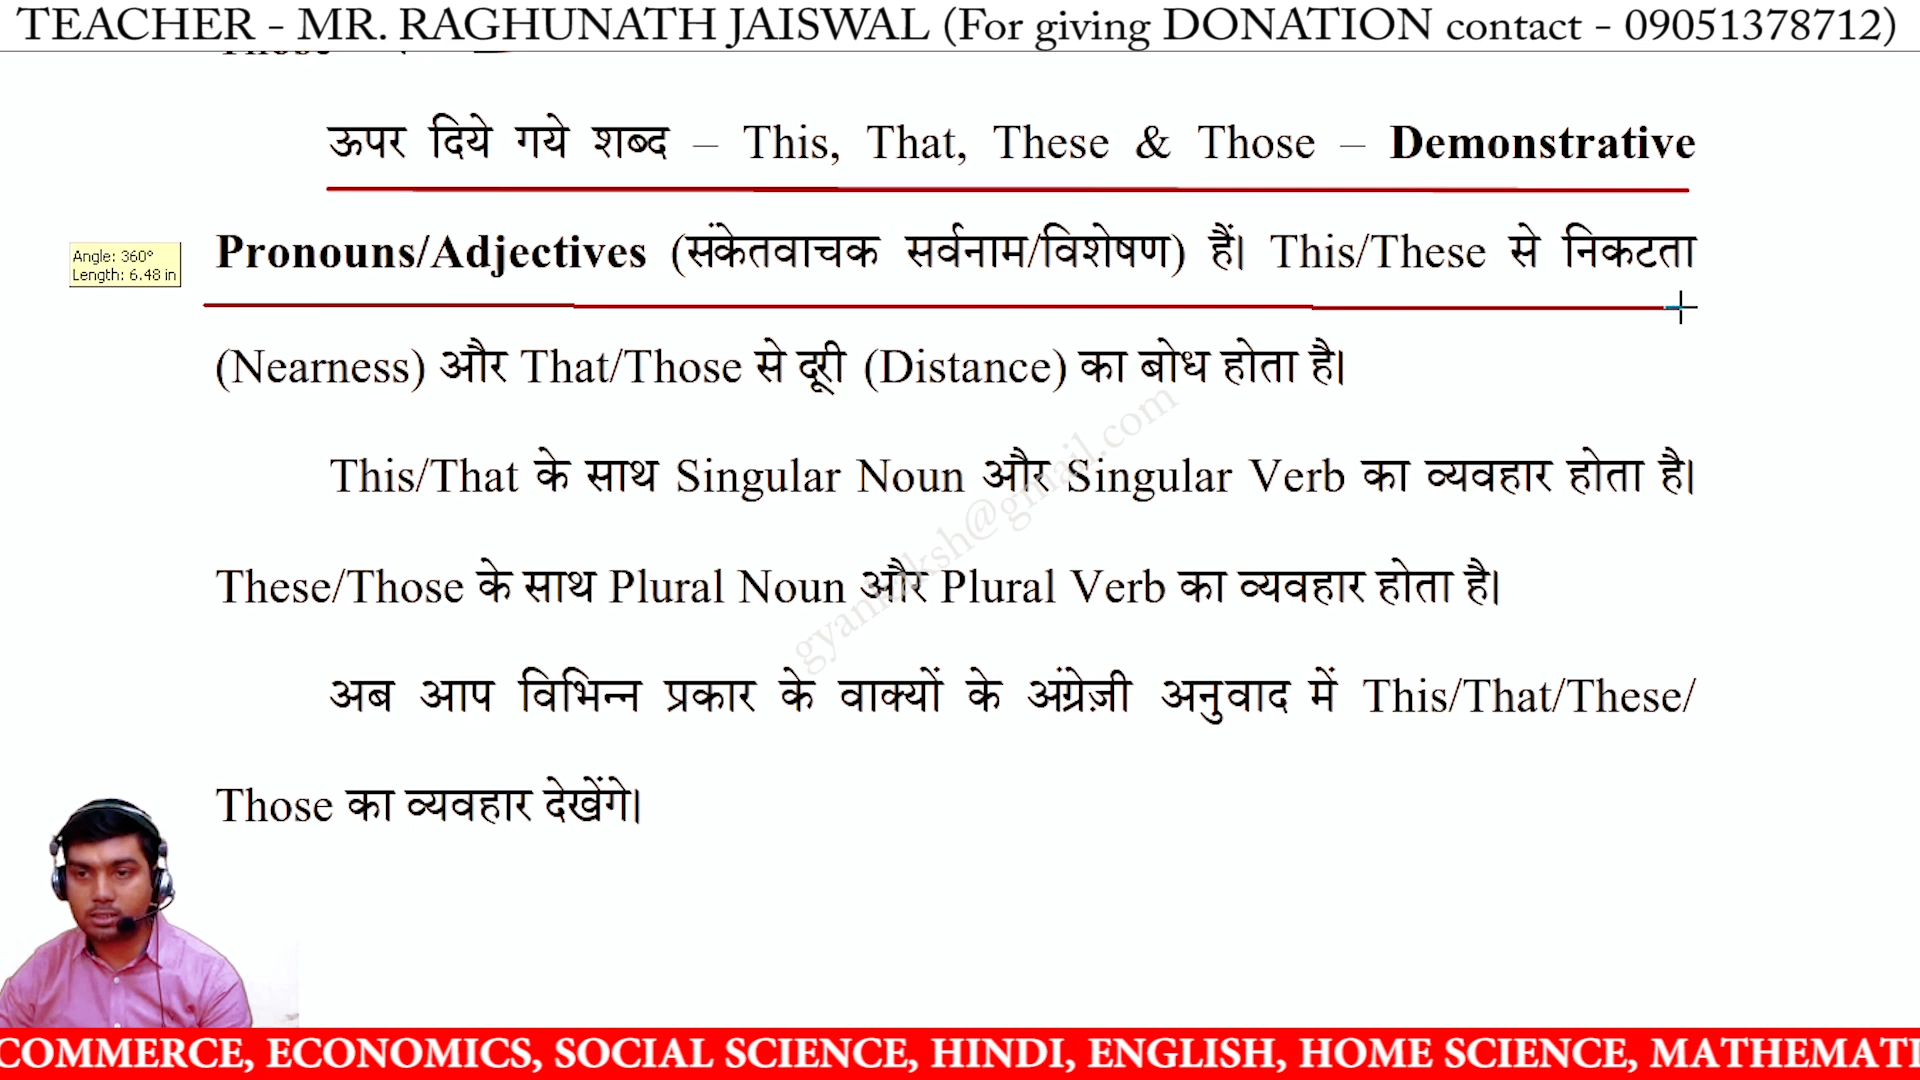 TEACHER - MR. RAGHUNATH JAISWAL (For giving DONATION contact - 09051378712)
ऊपर दिये गये शब्द – This, That, These & Those – Demonstrative
Angle: 360°
Length: 6.48 in
Pronouns/Adjectives (संकेतवाचक सर्वनाम/विशेषण) हैं। This/These से निकटता
(Nearness) और That/Those से दूरी (Distance) का बोध होता है।
This/That के साथ Singular Noun और Singular Verb का व्यवहार होता है।
These/Those के साथ Plural Noun और Plural Verb का व्यवहार होता है।
अब आप विभिन्न प्रकार के वाक्यों के अंग्रेज़ी अनुवाद में This/That/These/
Those का व्यवहार देखेंगे।
COMMERCE, ECONOMICS, SOCIAL SCIENCE, HINDI, ENGLISH, HOME SCIENCE, MATHEMATI